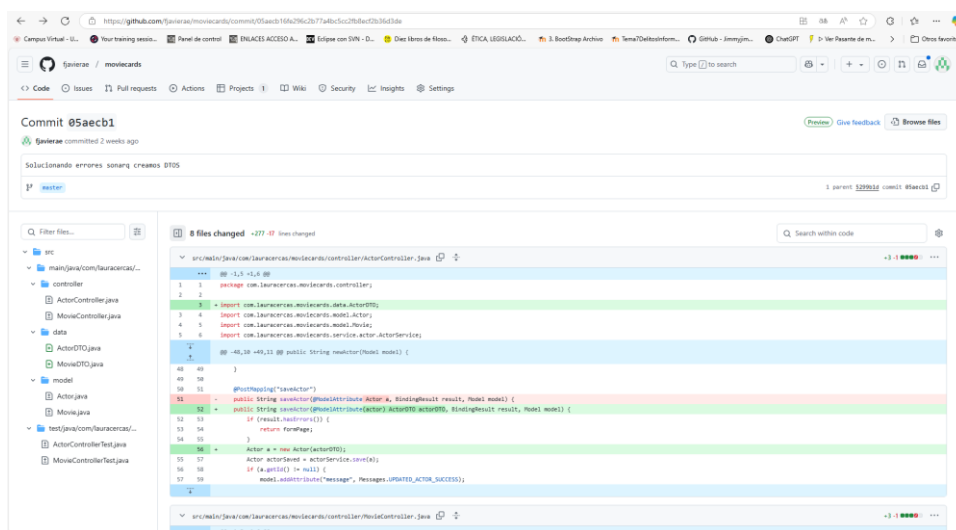 https://github.com/fjavierae/moviecards/commit/05aecb16fe296c2b77a4bc5cc2fb8ecf2b36d3de
Campus Virtual - U... Your training sessio... Panel de control ENLACES ACCESO A... Eclipse con SVN - D... Diez libros de filoso... ÉTICA, LEGISLACIÓ... 3. BootStrap Archivo Tema7DelitosInform... GitHub - Jimmyjim... ChatGPT Ver Pasante de m... Otros favorit
fjavierae / moviecards
Type / to search
Code Issues Pull requests Actions Projects 1 Wiki Security Insights Settings
Commit 05aecb1
Preview Give feedback Browse files
fjavierae committed 2 weeks ago
Solucionando errores sonarq creamos DTOS
master
1 parent 5299b1d commit 05aecb1
Filter files...
src
main/java/com/lauracercas/...
controller
ActorController.java
MovieController.java
data
ActorDTO.java
MovieDTO.java
model
Actor.java
Movie.java
test/java/com/lauracercas/...
ActorControllerTest.java
MovieControllerTest.java
8 files changed +277 -17 lines changed
Search within code
src/main/java/com/lauracercas/moviecards/controller/ActorController.java
+3 -1
@@ -1,5 +1,6 @@
1 1 package com.lauracercas.moviecards.controller;
2 2
3 + import com.lauracercas.moviecards.data.ActorDTO;
3 4 import com.lauracercas.moviecards.model.Actor;
4 5 import com.lauracercas.moviecards.model.Movie;
5 6 import com.lauracercas.moviecards.service.actor.ActorService;
@@ -48,10 +49,11 @@ public String newActor(Model model) {
48 49 }
49 50
50 51 @PostMapping("saveActor")
51 - public String saveActor(@ModelAttribute Actor a, BindingResult result, Model model) {
52 + public String saveActor(@ModelAttribute(actor) ActorDTO actorDTO, BindingResult result, Model model) {
52 53 if (result.hasErrors()) {
53 54 return formPage;
54 55 }
56 + Actor a = new Actor(actorDTO);
55 57 Actor actorSaved = actorService.save(a);
56 58 if (a.getId() != null) {
57 59 model.addAttribute("message", Messages.UPDATED_ACTOR_SUCCESS);
src/main/java/com/lauracercas/moviecards/controller/MovieController.java
+3 -1